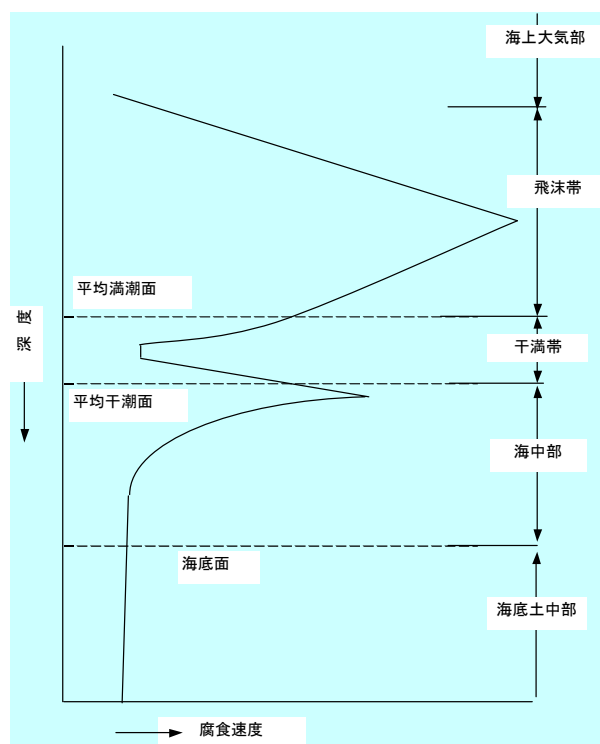 海上大気部
飛沫帯
平均満潮面
深度
干満帯
平均干潮面
海中部
海底面
海底土中部
腐食速度